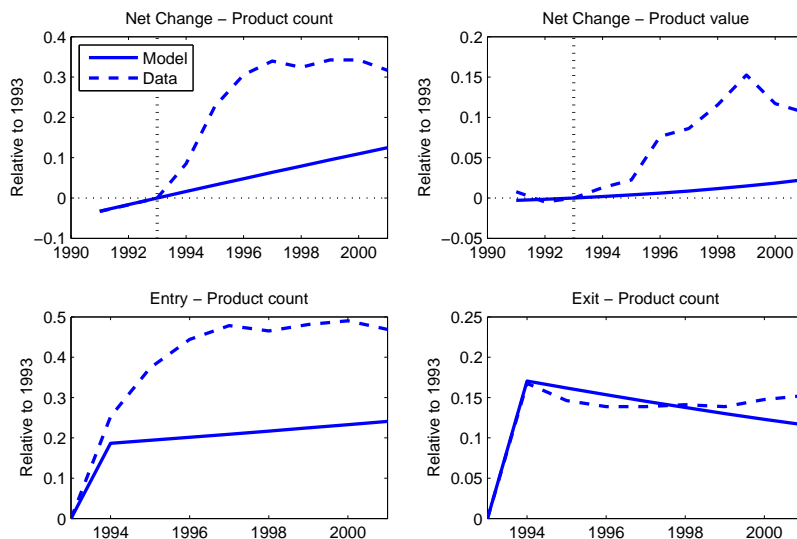 Net Change − Product count
Net Change − Product value
Relative to 1993
0.4
0.3
0.2
0.1
0
−0.1
1990 1992 1994 1996 1998 2000
Model
Data
Relative to 1993
0.2
0.15
0.1
0.05
0
−0.05
1990 1992 1994 1996 1998 2000
Entry − Product count
Exit − Product count
Relative to 1993
0.5
0.4
0.3
0.2
0.1
0
1994 1996 1998 2000
Relative to 1993
0.25
0.2
0.15
0.1
0.05
0
1994 1996 1998 2000